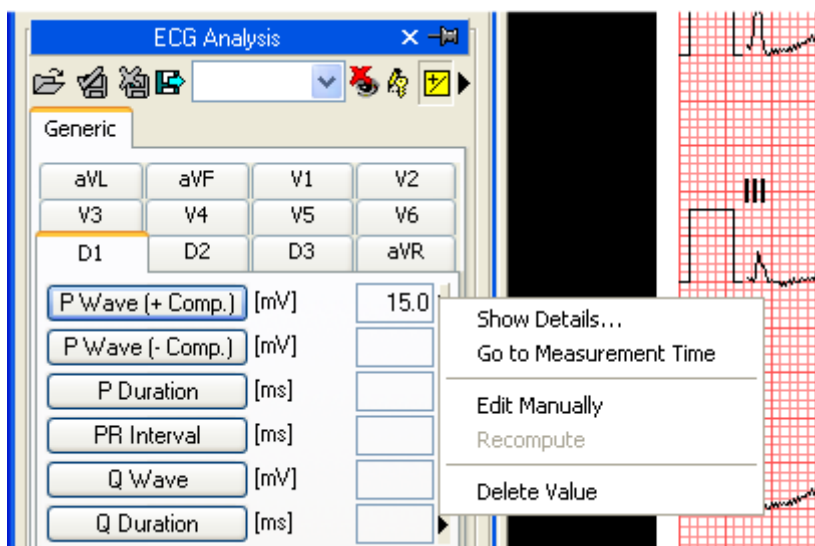 ECG Analysis
Generic
aVL aVF V1 V2
V3 V4 V5 V6
D1 D2 D3 aVR
P Wave (+ Comp.) [mV] 15.0
P Wave (- Comp.) [mV]
P Duration [ms]
PR Interval [ms]
Q Wave [mV]
Q Duration [ms]
Show Details...
Go to Measurement Time
Edit Manually
Recompute
Delete Value
III